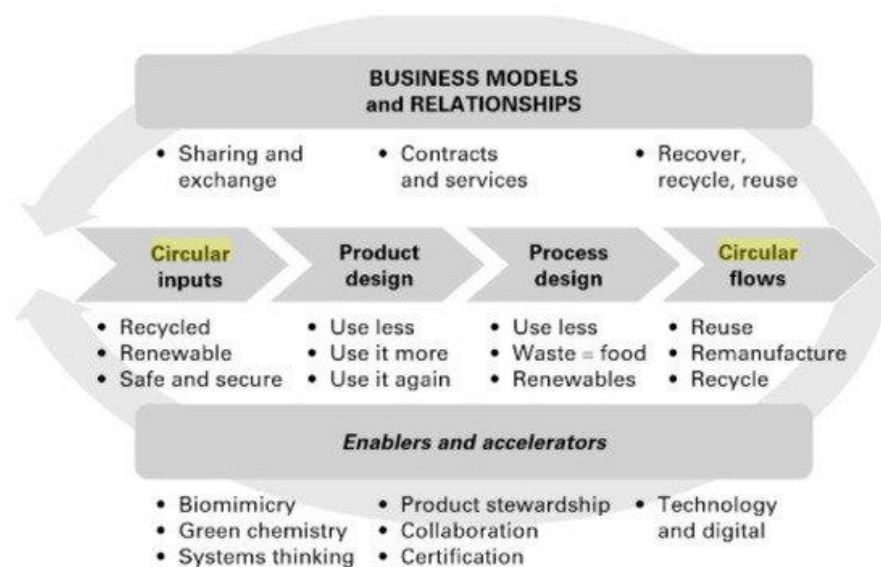 BUSINESS MODELS
and RELATIONSHIPS
• Sharing and
exchange
• Contracts
and services
• Recover,
recycle, reuse
Circular
inputs
Product
design
Process
design
Circular
flows
• Recycled
• Renewable
• Safe and secure
• Use less
• Use it more
• Use it again
• Use less
• Waste = food
• Renewables
• Reuse
• Remanufacture
• Recycle
Enablers and accelerators
• Biomimicry
• Green chemistry
• Systems thinking
• Product stewardship
• Collaboration
• Certification
• Technology
and digital